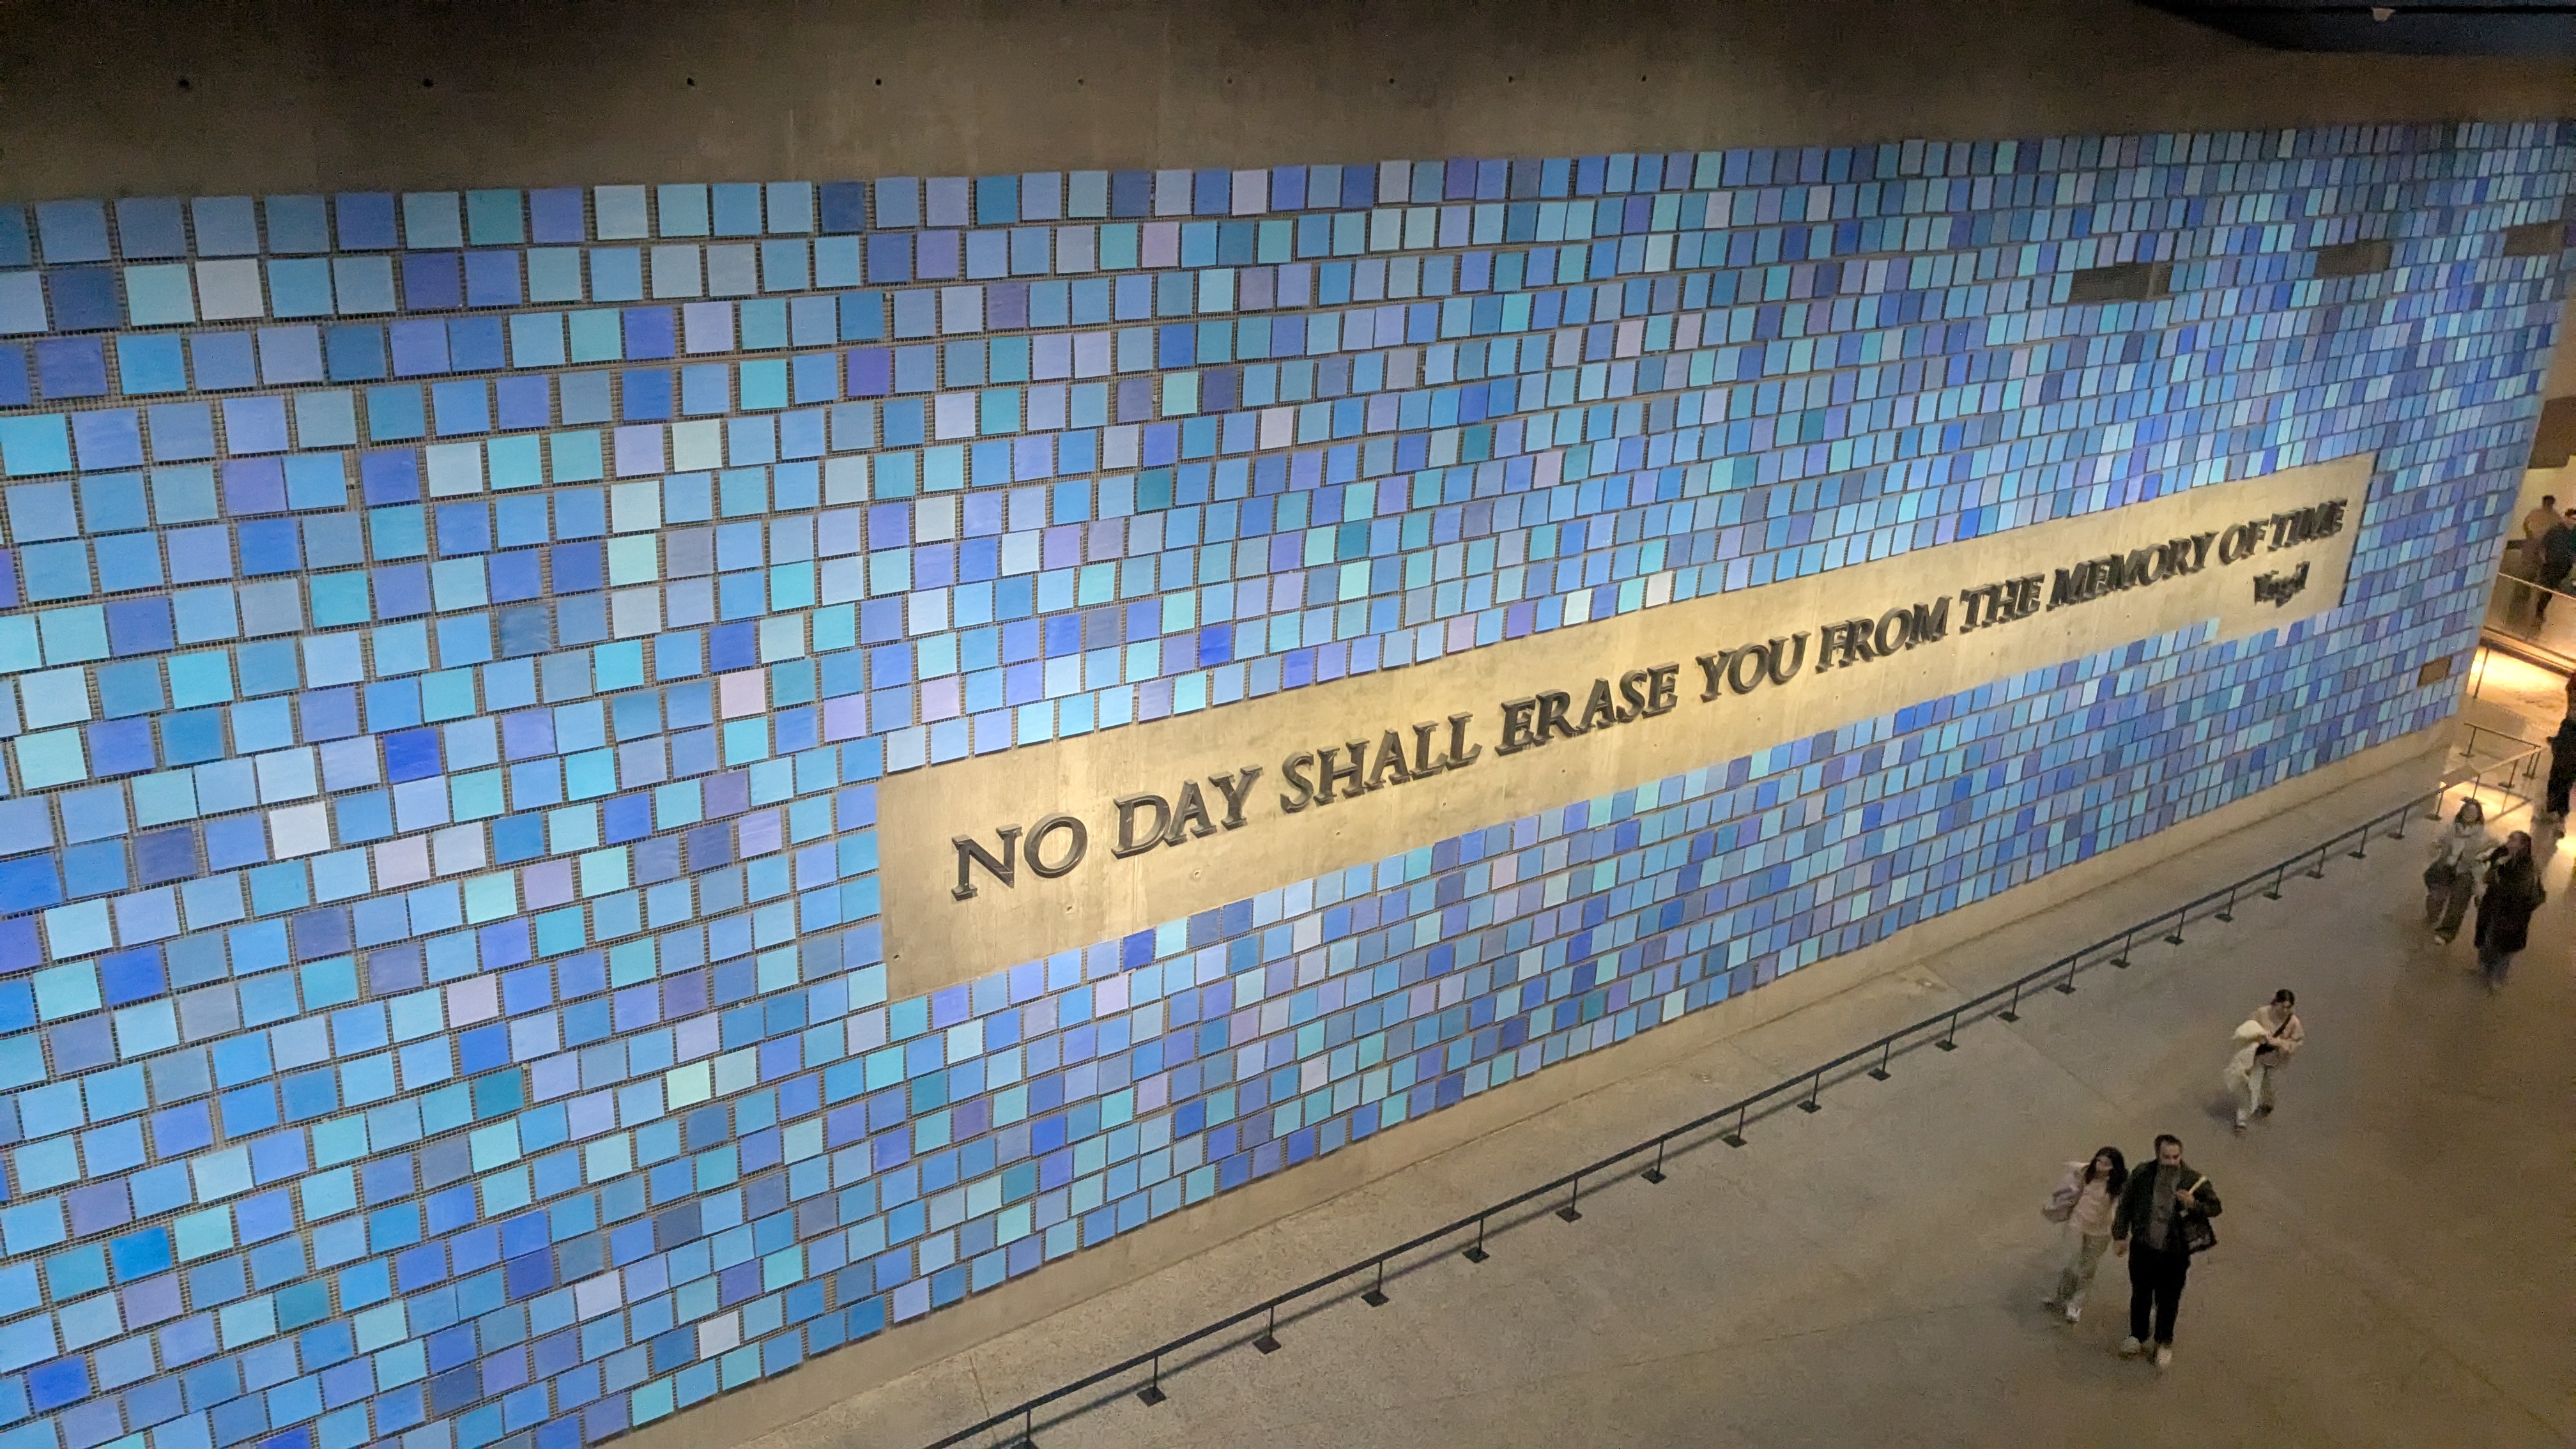 NO DAY SHALL ERASE YOU FROM THE MEMORY OF TIME
Virgil